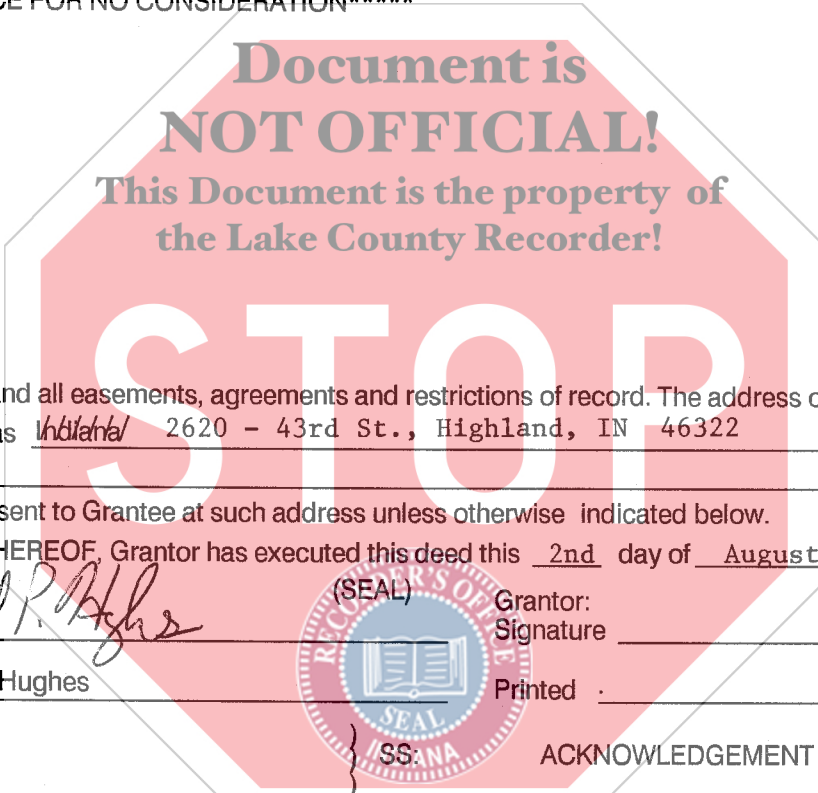 CE FOR NO CONSIDERATION*****
Document is
NOT OFFICIAL!
This Document is the property of
the Lake County Recorder!
STOP
nd all easements, agreements and restrictions of record. The address o
as Indiana 2620 - 43rd St., Highland, IN 46322
sent to Grantee at such address unless otherwise indicated below.
HEREOF, Grantor has executed this deed this 2nd day of August
P. Hughes (SEAL) Grantor:
Signature
Hughes Printed
RECORDER'S OFFICE
SEAL
INDIANA
SS: ACKNOWLEDGEMENT